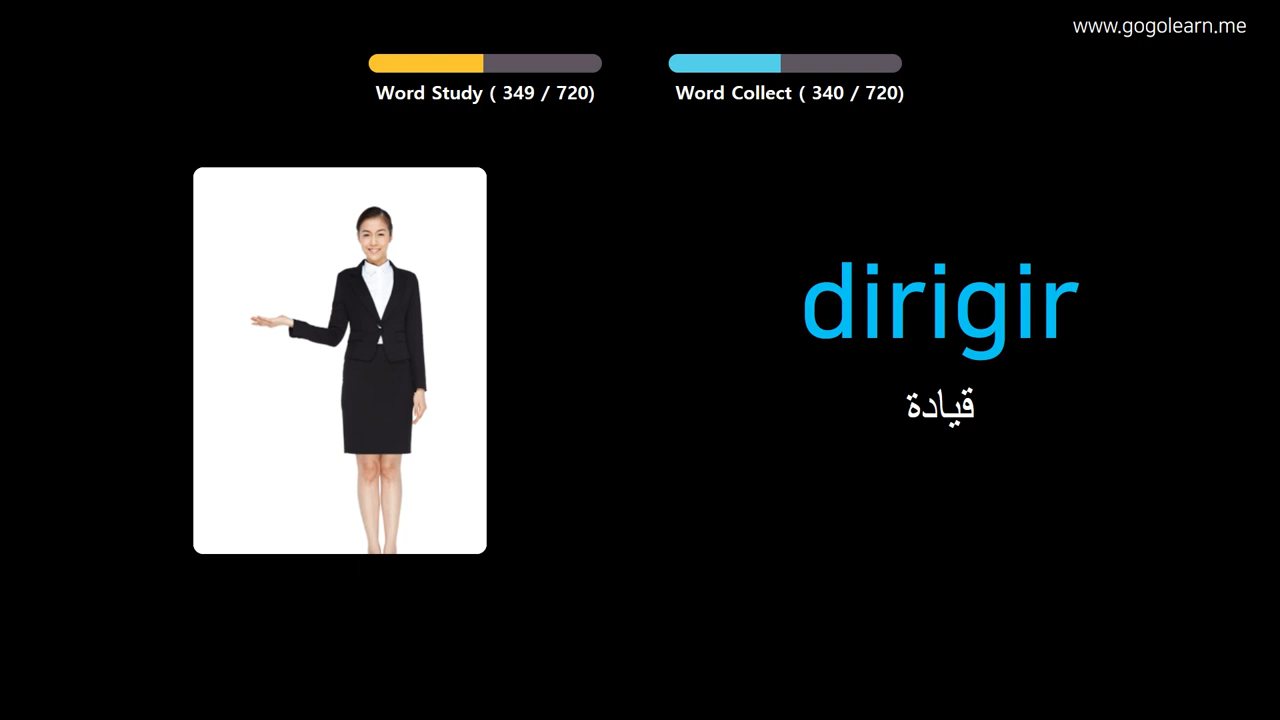 www.gogolearn.me
Word Study ( 349 / 720)
Word Collect ( 340 / 720)
dirigir
قيادة